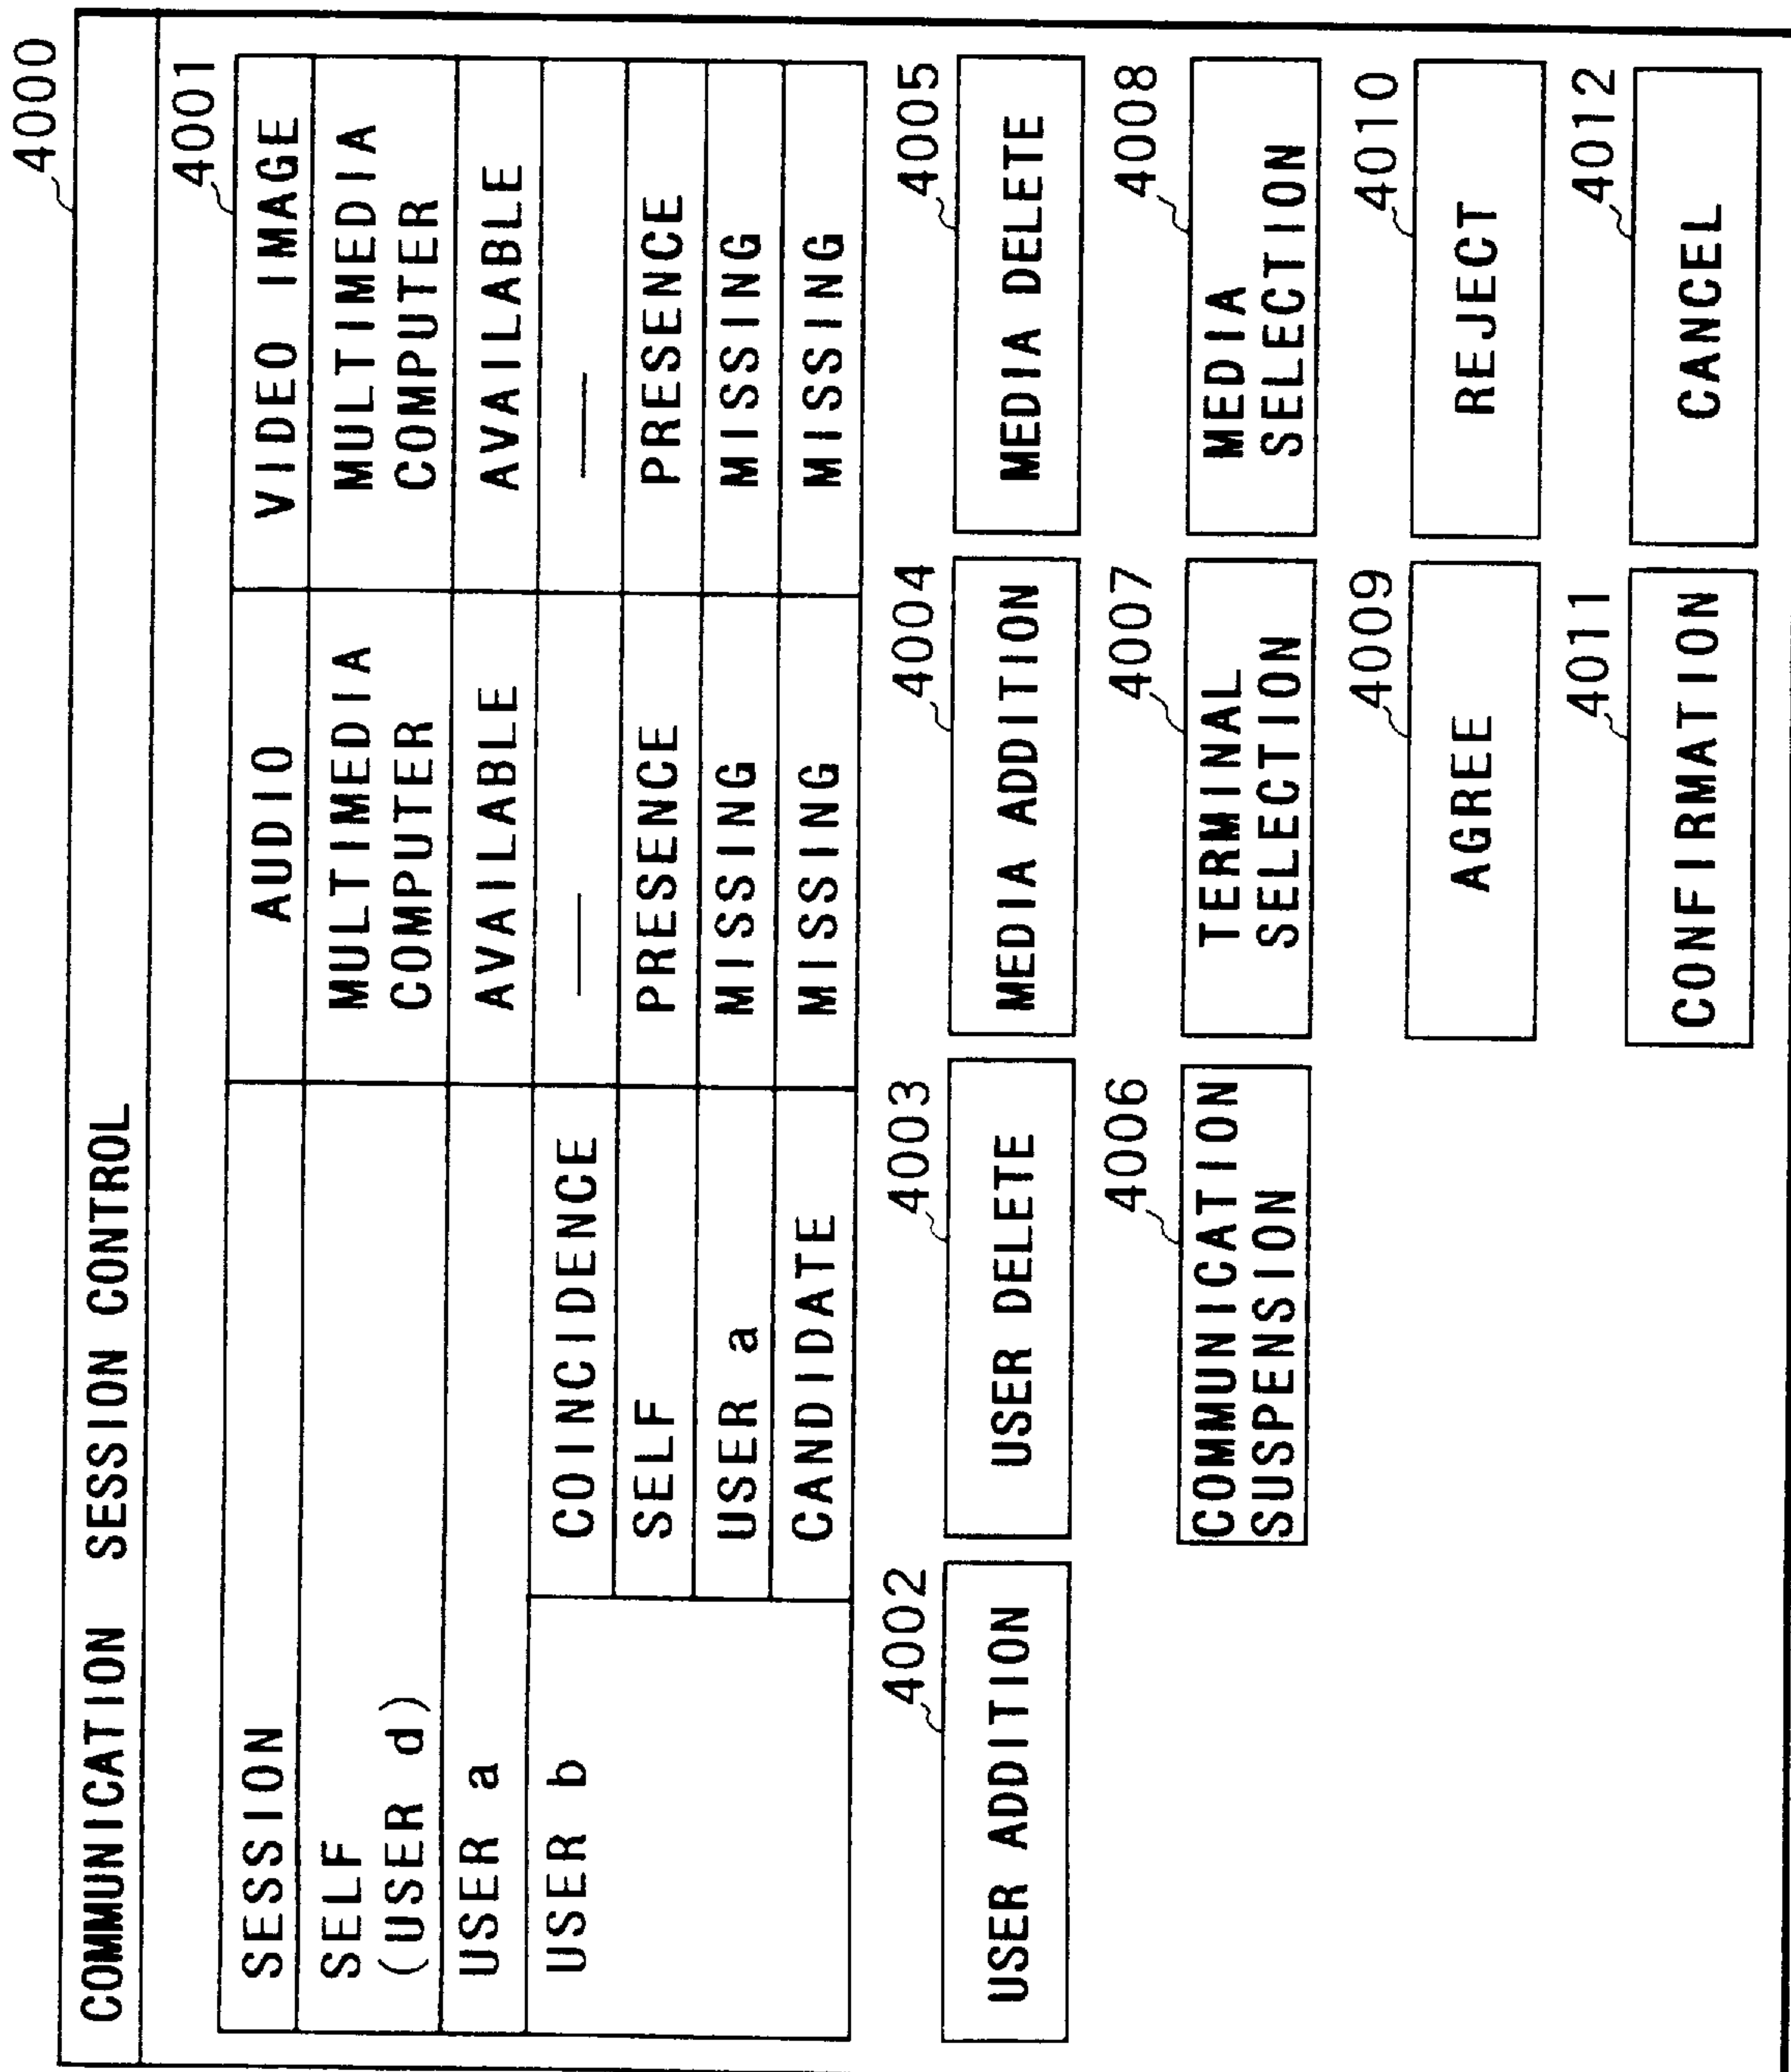 4000
COMMUNICATION SESSION CONTROL
4001
SESSION AUDIO VIDEO IMAGE
SELF MULTIMEDIA MULTIMEDIA
(USER d) COMPUTER COMPUTER
USER a AVAILABLE AVAILABLE
USER b COINCIDENCE — —
SELF PRESENCE PRESENCE
USER a MISSING MISSING
CANDIDATE MISSING MISSING
4002 4003 4004 4005
USER ADDITION USER DELETE MEDIA ADDITION MEDIA DELETE
4006 4007 4008
COMMUNICATION TERMINAL MEDIA
SUSPENSION SELECTION SELECTION
4009 4010
AGREE REJECT
4011 4012
CONFIRMATION CANCEL